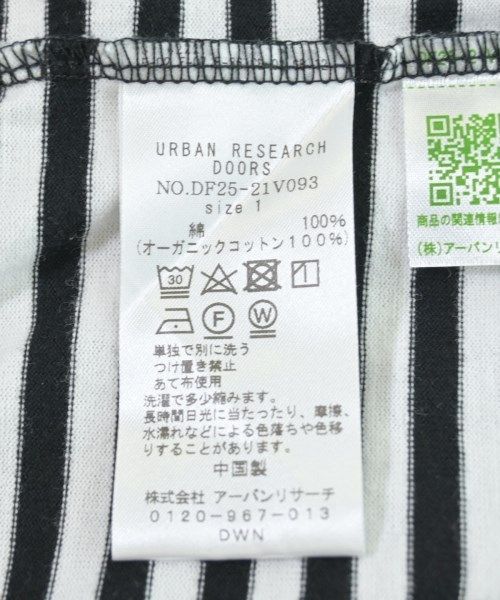 URBAN RESEARCH
DOORS
NO.DF25-21V093
size 1
綿 100%
(オーガニックコットン100%)
30
F W
単独で別に洗う
つけ置き禁止
あて布使用
洗濯で多少縮みます。
長時間日光に当たったり、摩擦、
水濡れなどによる色落ちや色移
りすることがあります。
中国製
株式会社 アーバンリサーチ
0120-967-013
DWN
商品の関連情報
(株)アーバンリ